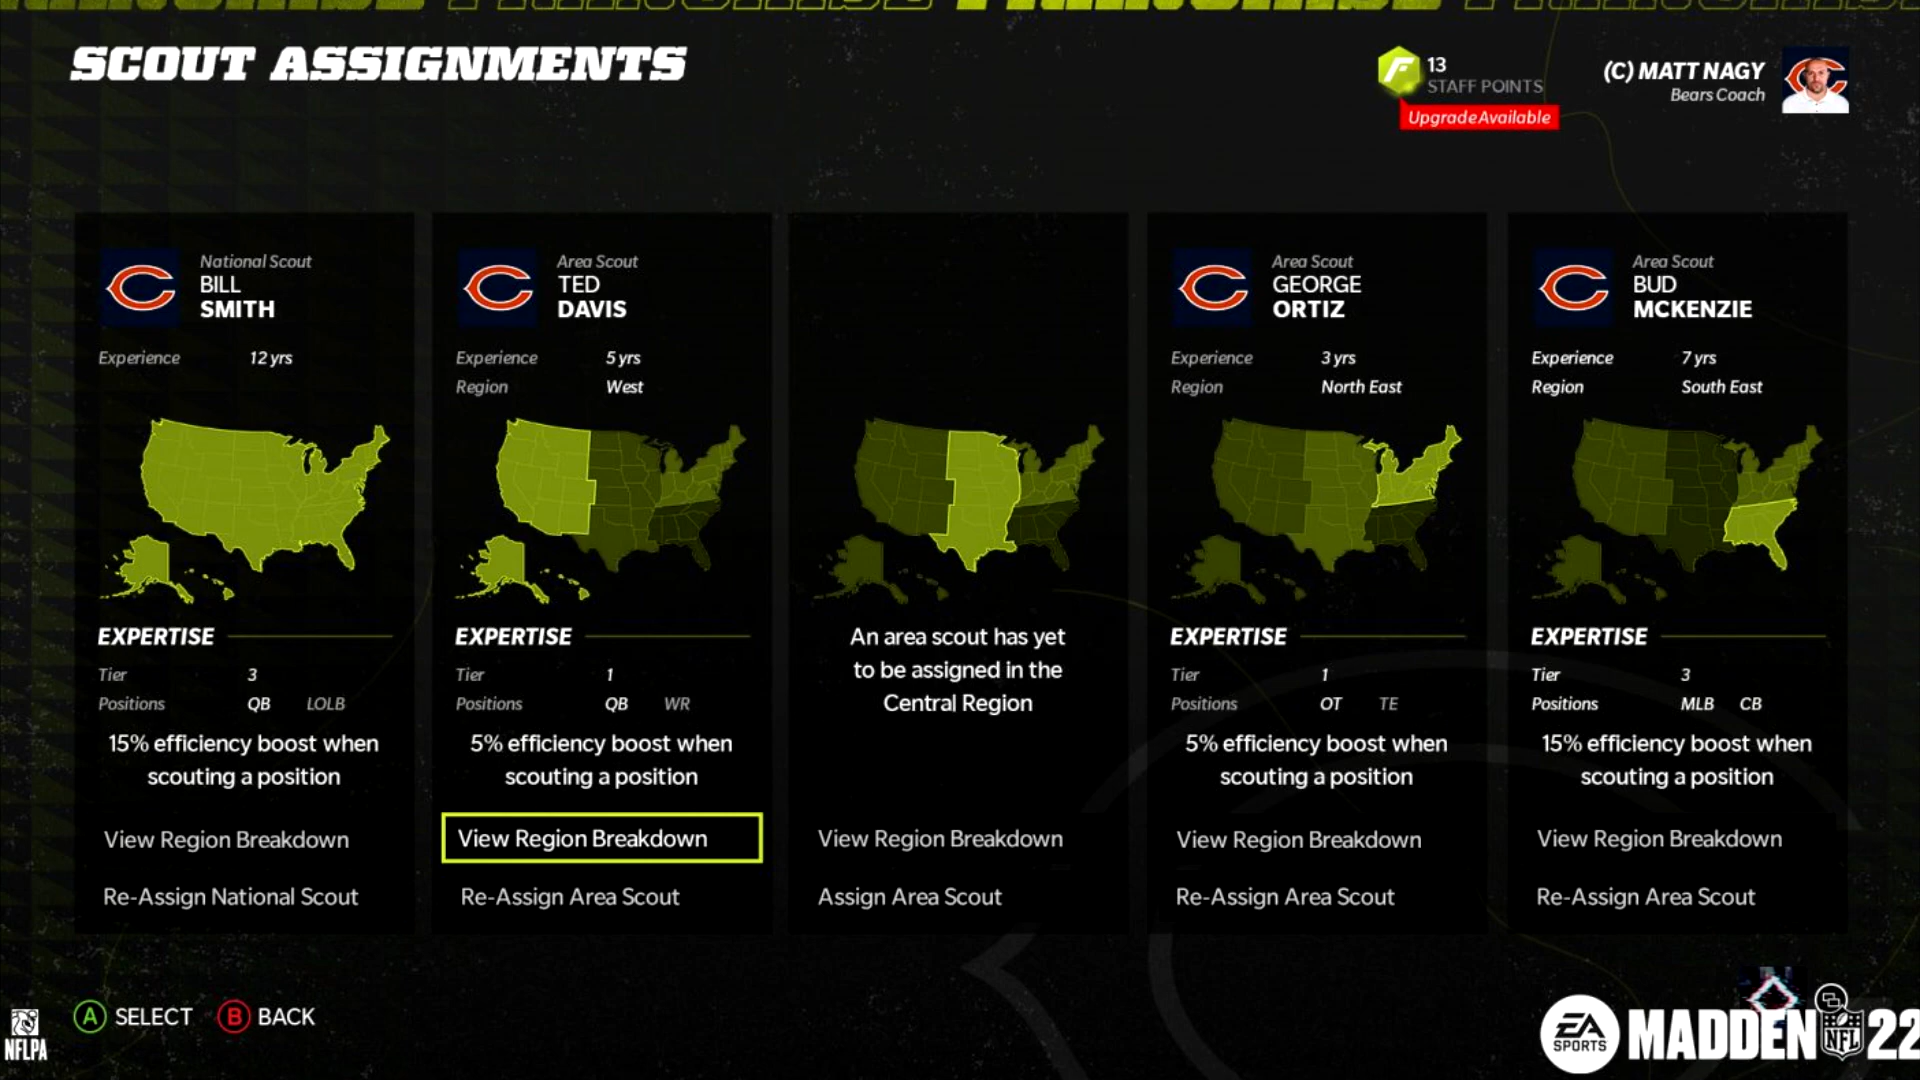 FRANCHISE FRANCHISE FRANCHISE FRANCHISE
SCOUT ASSIGNMENTS
13
STAFF POINTS
Upgrade Available
(C) MATT NAGY
Bears Coach
National Scout
BILL
SMITH
Experience 12 yrs
EXPERTISE
Tier 3
Positions QB LOLB
15% efficiency boost when
scouting a position
View Region Breakdown
Re-Assign National Scout
Area Scout
TED
DAVIS
Experience 5 yrs
Region West
EXPERTISE
Tier 1
Positions QB WR
5% efficiency boost when
scouting a position
View Region Breakdown
Re-Assign Area Scout
An area scout has yet
to be assigned in the
Central Region
View Region Breakdown
Assign Area Scout
Area Scout
GEORGE
ORTIZ
Experience 3 yrs
Region North East
EXPERTISE
Tier 1
Positions OT TE
5% efficiency boost when
scouting a position
View Region Breakdown
Re-Assign Area Scout
Area Scout
BUD
MCKENZIE
Experience 7 yrs
Region South East
EXPERTISE
Tier 3
Positions MLB CB
15% efficiency boost when
scouting a position
View Region Breakdown
Re-Assign Area Scout
A SELECT B BACK
NFLPA
EA SPORTS MADDEN NFL 22